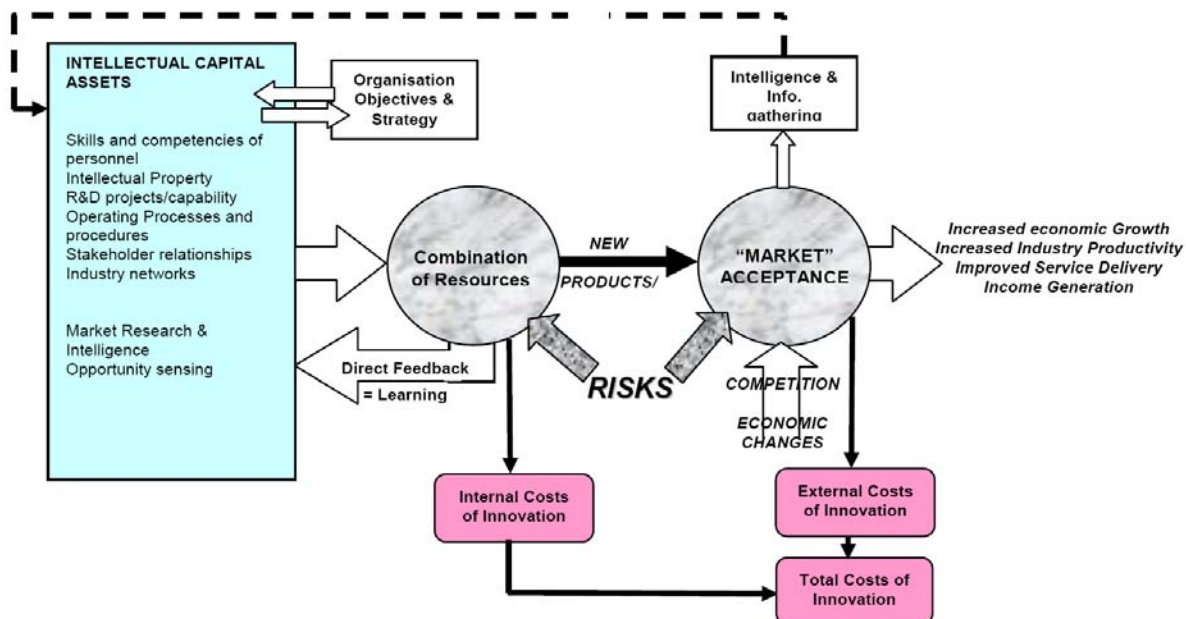 INTELLECTUAL CAPITAL
ASSETS
Skills and competencies of
personnel
Intellectual Property
R&D projects/capability
Operating Processes and
procedures
Stakeholder relationships
Industry networks
Market Research &
Intelligence
Opportunity sensing
Organisation
Objectives &
Strategy
Combination
of Resources
Direct Feedback
= Learning
NEW
PRODUCTS/
RISKS
Intelligence &
Info.
gathering
“MARKET”
ACCEPTANCE
COMPETITION
ECONOMIC
CHANGES
Increased economic Growth
Increased Industry Productivity
Improved Service Delivery
Income Generation
Internal Costs
of Innovation
External Costs
of Innovation
Total Costs of
Innovation